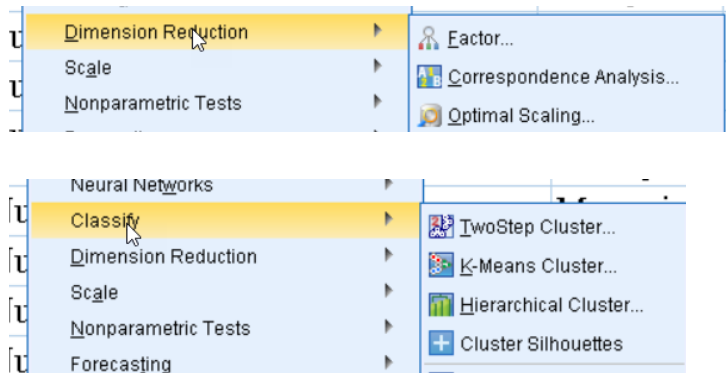 Dimension Reduction
Factor...
Scale
Correspondence Analysis...
Nonparametric Tests
Optimal Scaling...
Neural Networks
Classify
TwoStep Cluster...
Dimension Reduction
K-Means Cluster...
Scale
Hierarchical Cluster...
Nonparametric Tests
Cluster Silhouettes
Forecasting